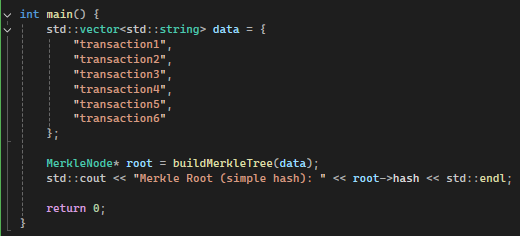 int main() {
    std::vector<std::string> data = {
        "transaction1",
        "transaction2",
        "transaction3",
        "transaction4",
        "transaction5",
        "transaction6"
    };

    MerkleNode* root = buildMerkleTree(data);
    std::cout << "Merkle Root (simple hash): " << root->hash << std::endl;

    return 0;
}